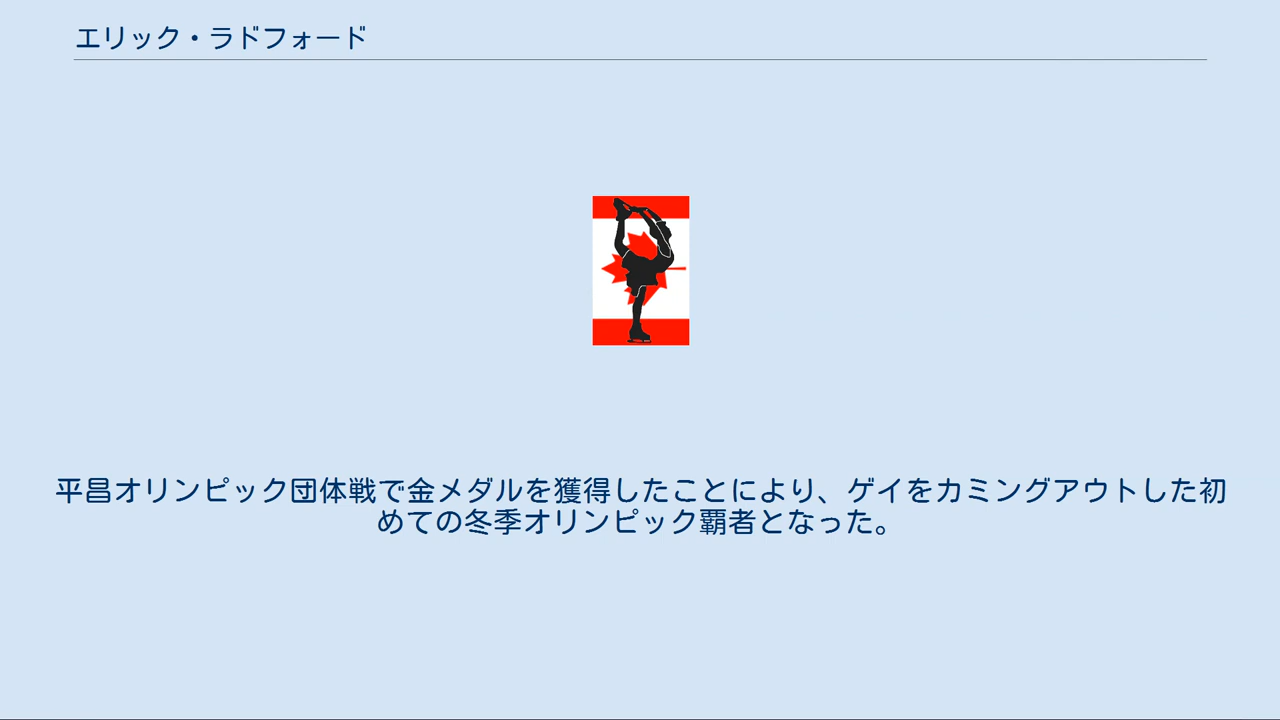 エリック・ラドフォード
平昌オリンピック団体戦で金メダルを獲得したことにより、ゲイをカミングアウトした初
めての冬季オリンピック覇者となった。